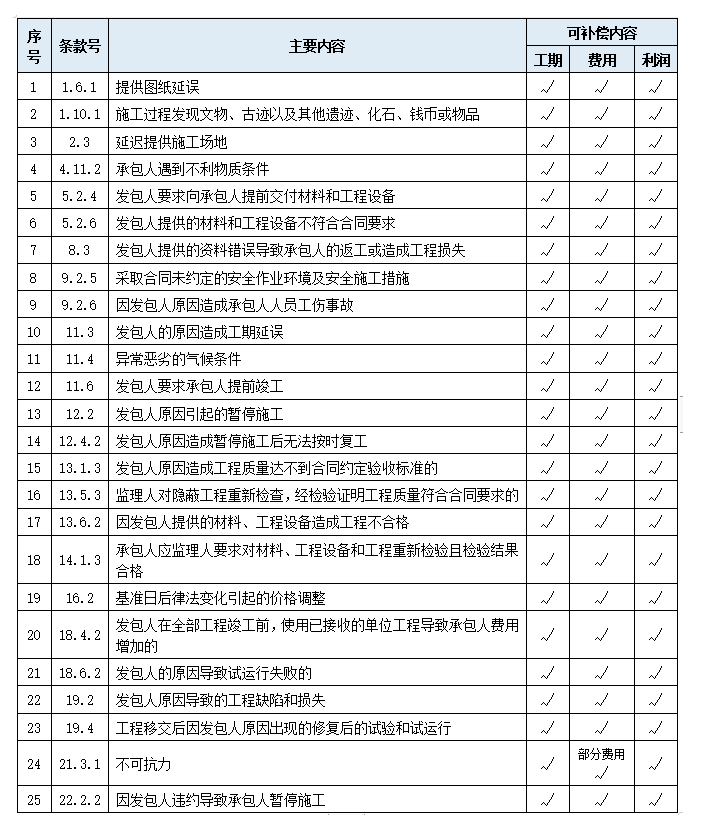 序号 条款号 主要内容 可补偿内容
工期 费用 利润
1 1.6.1 提供图纸延误 √ √ √
2 1.10.1 施工过程发现文物、古迹以及其他遗迹、化石、钱币或物品 √ √ √
3 2.3 延迟提供施工场地 √ √ √
4 4.11.2 承包人遇到不利物质条件 √ √ √
5 5.2.4 发包人要求向承包人提前交付材料和工程设备 √ √ √
6 5.2.6 发包人提供的材料和工程设备不符合合同要求 √ √ √
7 8.3 发包人提供的资料错误导致承包人的返工或造成工程损失 √ √ √
8 9.2.5 采取合同未约定的安全作业环境及安全施工措施 √ √ √
9 9.2.6 因发包人原因造成承包人人员工伤事故 √ √ √
10 11.3 发包人的原因造成工期延误 √ √ √
11 11.4 异常恶劣的气候条件 √ √ √
12 11.6 发包人要求承包人提前竣工 √ √ √
13 12.2 发包人原因引起的暂停施工 √ √ √
14 12.4.2 发包人原因造成暂停施工后无法按时复工 √ √ √
15 13.1.3 发包人原因造成工程质量达不到合同约定验收标准的 √ √ √
16 13.5.3 监理人对隐蔽工程重新检查，经检验证明工程质量符合合同要求的 √ √ √
17 13.6.2 因发包人提供的材料、工程设备造成工程不合格 √ √ √
18 14.1.3 承包人应监理人要求对材料、工程设备和工程重新检验且检验结果
合格 √ √ √
19 16.2 基准日后律法变化引起的价格调整 √ √ √
20 18.4.2 发包人在全部工程竣工前，使用已接收的单位工程导致承包人费用
增加的 √ √ √
21 18.6.2 发包人的原因导致试运行失败的 √ √ √
22 19.2 发包人原因导致的工程缺陷和损失 √ √ √
23 19.4 工程移交后因发包人原因出现的修复后的试验和试运行 √ √ √
24 21.3.1 不可抗力 √ 部分费用
√ √
25 22.2.2 因发包人违约导致承包人暂停施工 √ √ √